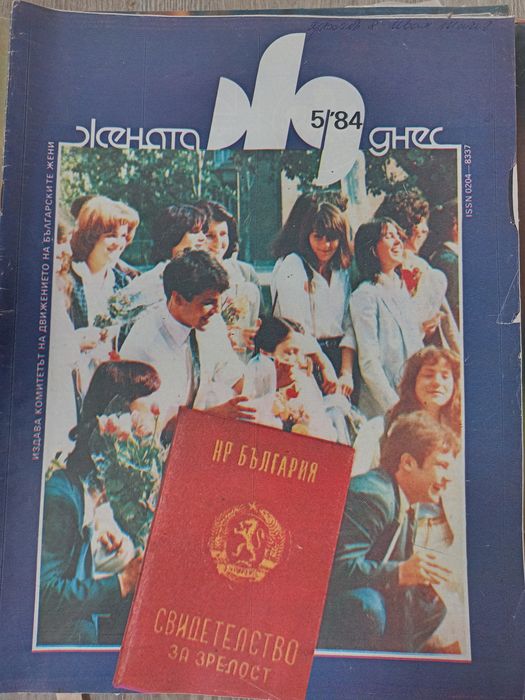 жената днес
5/'84
ISSN 0204—8337
ИЗДАВА КОМИТЕТЪТ НА ДВИЖЕНИЕТО НА БЪЛГАРСКИТЕ ЖЕНИ
НР БЪЛГАРИЯ
СВИДЕТЕЛСТВО
ЗА ЗРЕЛОСТ